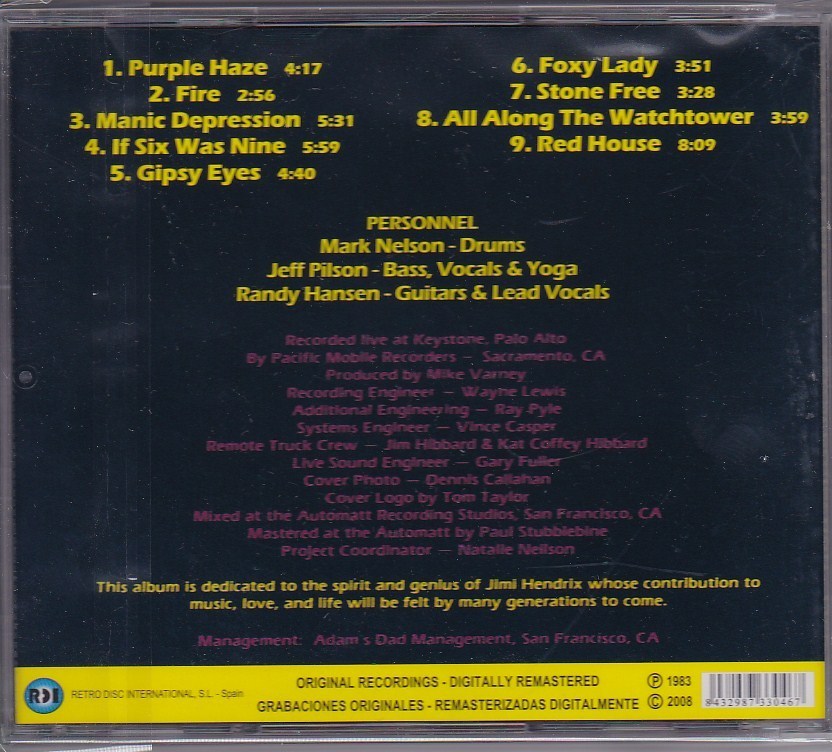 1. Purple Haze 4:17
2. Fire 2:56
3. Manic Depression 5:31
4. If Six Was Nine 5:59
5. Gipsy Eyes 4:40
6. Foxy Lady 3:51
7. Stone Free 3:28
8. All Along The Watchtower 3:59
9. Red House 8:09
PERSONNEL
Mark Nelson - Drums
Jeff Pilson - Bass, Vocals & Yoga
Randy Hansen - Guitars & Lead Vocals
Recorded live at Keystone, Palo Alto
By Pacific Mobile Recorders — Sacramento, CA
Produced by Mike Varney
Recording Engineer — Wayne Lewis
Additional Engineering — Ray Pyle
Systems Engineer — Vince Casper
Remote Truck Crew — Jim Hibbard & Kat Coffey Hibbard
Live Sound Engineer — Gary Fuller
Cover Photo — Dennis Callahan
Cover Logo by Tom Taylor
Mixed at the Automatt Recording Studios, San Francisco, CA
Mastered at the Automatt by Paul Stubblebine
Project Coordinator — Natalie Neilson
This album is dedicated to the spirit and genius of Jimi Hendrix whose contribution to
music, love, and life will be felt by many generations to come.
Management: Adam's Dad Management, San Francisco, CA
RDI RETRO DISC INTERNATIONAL, S.L. - Spain
ORIGINAL RECORDINGS - DIGITALLY REMASTERED
GRABACIONES ORIGINALES - REMASTERIZADAS DIGITALMENTE
℗ 1983
© 2008
8432987330467